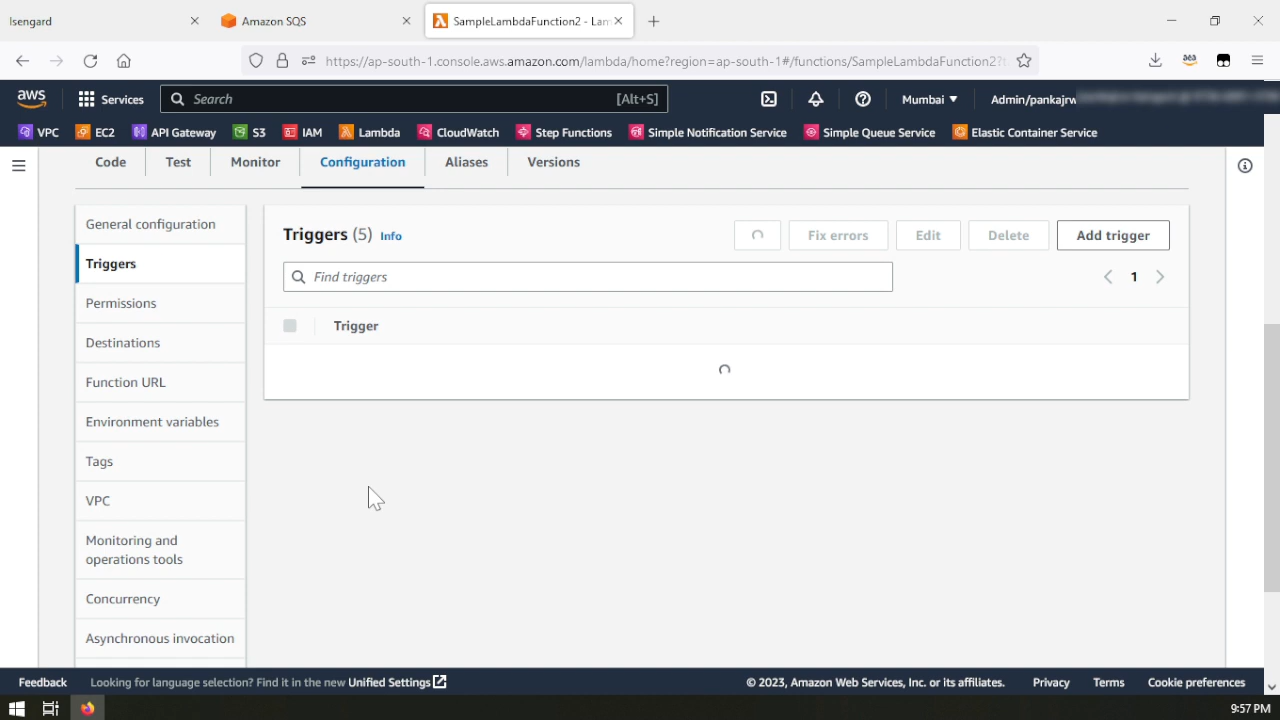 Isengard
Amazon SQS
SampleLambdaFunction2 - Lam
https://ap-south-1.console.aws.amazon.com/lambda/home?region=ap-south-1#/functions/SampleLambdaFunction2?t
aws
Services
Search
[Alt+S]
Mumbai
Admin/pankajrw
VPC
EC2
API Gateway
S3
IAM
Lambda
CloudWatch
Step Functions
Simple Notification Service
Simple Queue Service
Elastic Container Service
Code
Test
Monitor
Configuration
Aliases
Versions
General configuration
Triggers
Permissions
Destinations
Function URL
Environment variables
Tags
VPC
Monitoring and
operations tools
Concurrency
Asynchronous invocation
Triggers (5) Info
Fix errors
Edit
Delete
Add trigger
Find triggers
1
Trigger
Feedback
Looking for language selection? Find it in the new Unified Settings
© 2023, Amazon Web Services, Inc. or its affiliates.
Privacy
Terms
Cookie preferences
9:57 PM